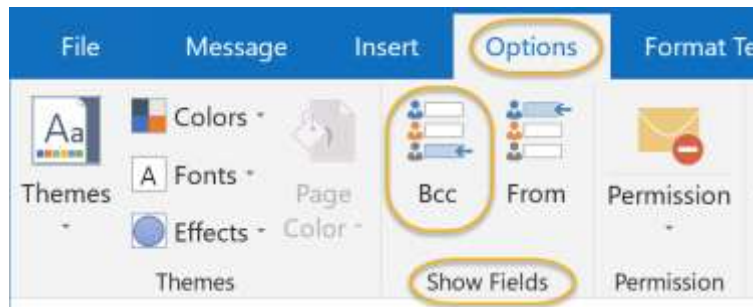 File Message Insert Options Format Te
Aa
Themes
Colors
A Fonts
Effects
Page
Color
Bcc
From
Permission
Themes
Show Fields
Permission